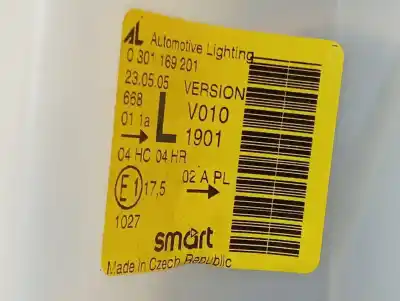 AL Automotive Lighting
0 301 169 201
23.05.05 VERSION
668 L V010
01 1a 1901
04 HC 04 HR
E1 17,5 02 A PL
1027
smart
Made in Czech Republic